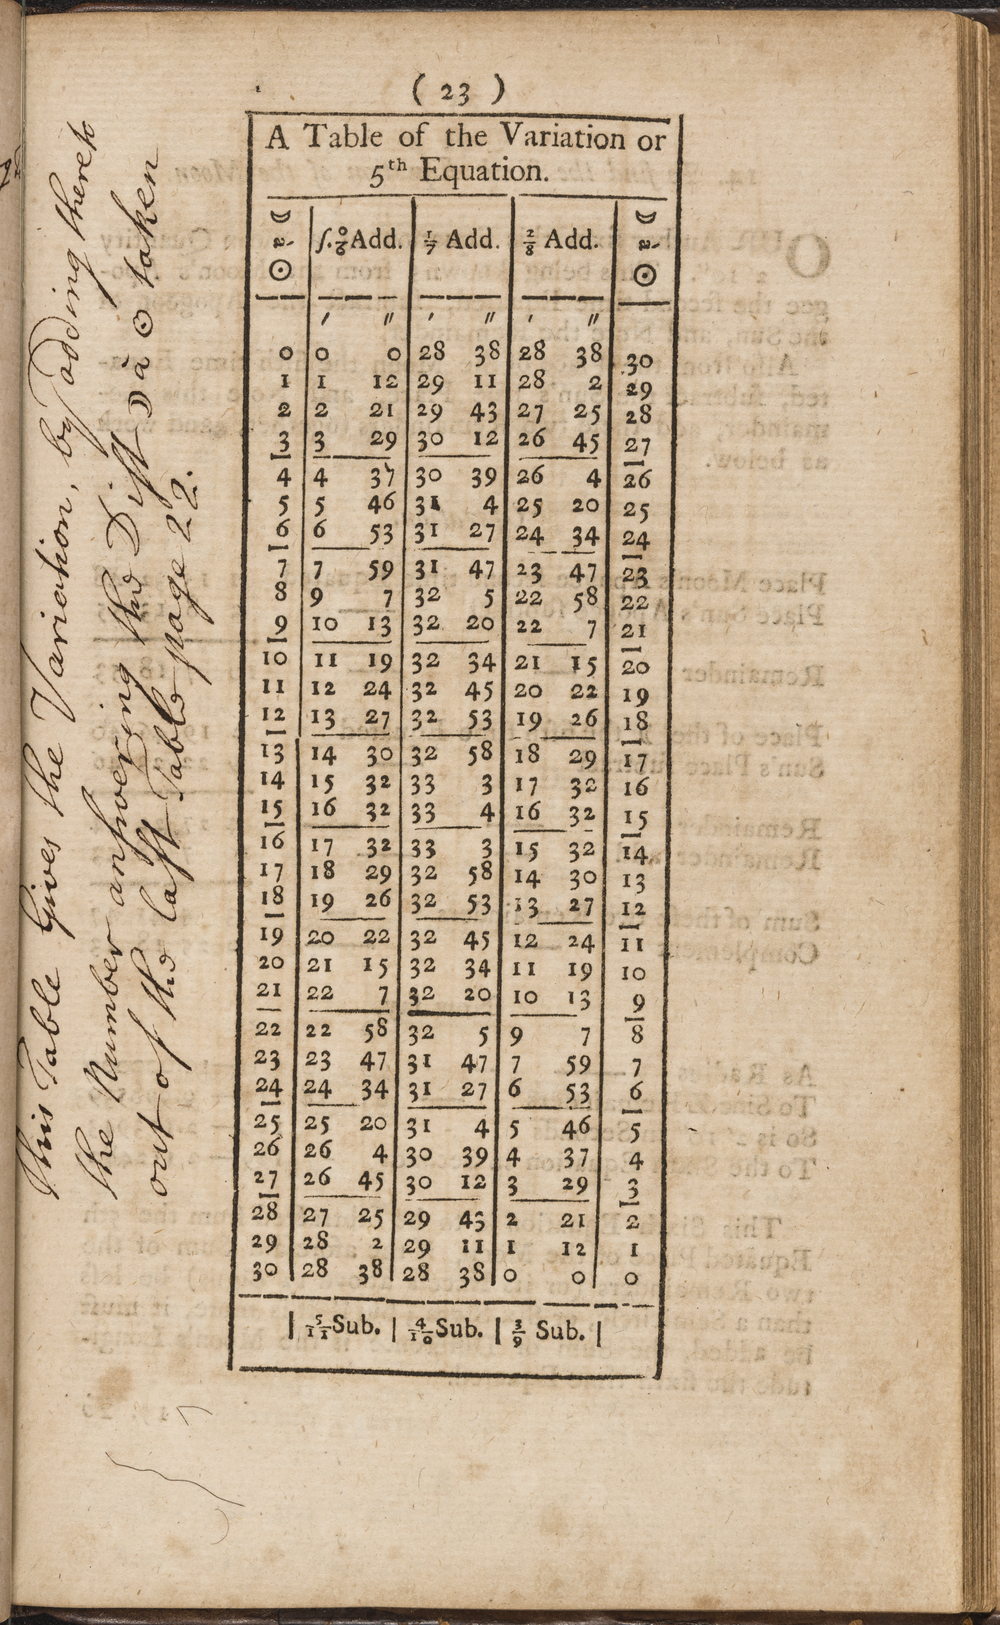 ( 23 )
A Table of the Variation or
5th Equation.
☽ a. ☉ | ſ. 0/6 Add. | 1/7 Add. | 2/8 Add. | ☽ a. ☉
′ ″ | ′ ″ | ′ ″
0 | 0 0 | 28 38 | 28 38 | 30
1 | 1 12 | 29 11 | 28 2 | 29
2 | 2 21 | 29 43 | 27 25 | 28
3 | 3 29 | 30 12 | 26 45 | 27
4 | 4 37 | 30 39 | 26 4 | 26
5 | 5 46 | 31 4 | 25 20 | 25
6 | 6 53 | 31 27 | 24 34 | 24
7 | 7 59 | 31 47 | 23 47 | 23
8 | 9 7 | 32 5 | 22 58 | 22
9 | 10 13 | 32 20 | 22 7 | 21
10 | 11 19 | 32 34 | 21 15 | 20
11 | 12 24 | 32 45 | 20 22 | 19
12 | 13 27 | 32 53 | 19 26 | 18
13 | 14 30 | 32 58 | 18 29 | 17
14 | 15 32 | 33 3 | 17 32 | 16
15 | 16 32 | 33 4 | 16 32 | 15
16 | 17 32 | 33 3 | 15 32 | 14
17 | 18 29 | 32 58 | 14 30 | 13
18 | 19 26 | 32 53 | 13 27 | 12
19 | 20 22 | 32 45 | 12 24 | 11
20 | 21 15 | 32 34 | 11 19 | 10
21 | 22 7 | 32 20 | 10 13 | 9
22 | 22 58 | 32 5 | 9 7 | 8
23 | 23 47 | 31 47 | 7 59 | 7
24 | 24 34 | 31 27 | 6 53 | 6
25 | 25 20 | 31 4 | 5 46 | 5
26 | 26 4 | 30 39 | 4 37 | 4
27 | 26 45 | 30 12 | 3 29 | 3
28 | 27 25 | 29 43 | 2 21 | 2
29 | 28 2 | 29 11 | 1 12 | 1
30 | 28 38 | 28 38 | 0 0 | 0
| 5/11 Sub. | 4/10 Sub. | 3/9 Sub. |
This Table Gives the Variation, by adding thereto
the Number anſwering the Diſt ☽ à ☉ taken
out of the laſt Table page 22.